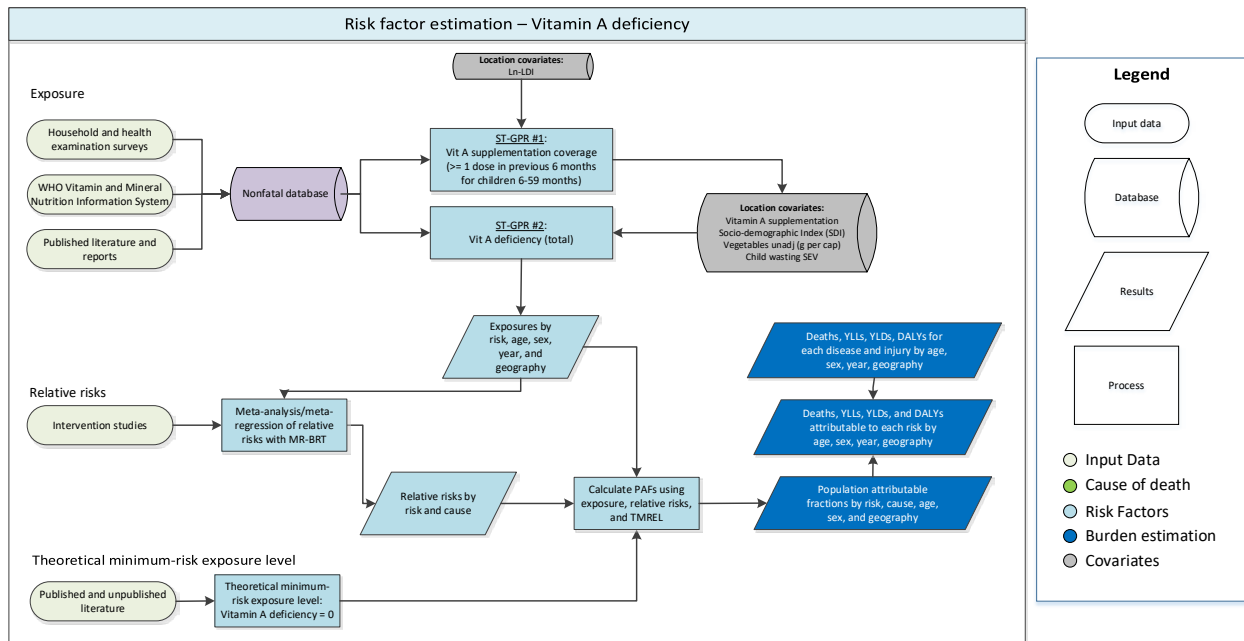 Risk factor estimation – Vitamin A deficiency
Location covariates:
Ln-LDI
Exposure
Household and health
examination surveys
WHO Vitamin and Mineral
Nutrition Information System
Published literature and
reports
Nonfatal database
ST-GPR #1:
Vit A supplementation coverage
(>= 1 dose in previous 6 months
for children 6-59 months)
ST-GPR #2:
Vit A deficiency (total)
Location covariates:
Vitamin A supplementation
Socio-demographic Index (SDI)
Vegetables unadj (g per cap)
Child wasting SEV
Exposures by
risk, age, sex,
year, and
geography
Deaths, YLLs, YLDs, DALYs for
each disease and injury by age,
sex, year, geography
Relative risks
Intervention studies
Meta-analysis/meta-
regression of relative
risks with MR-BRT
Deaths, YLLs, YLDs, and DALYs
attributable to each risk by
age, sex, year, geography
Relative risks by
risk and cause
Calculate PAFs using
exposure, relative risks,
and TMREL
Population attributable
fractions by risk, cause, age,
sex, and geography
Theoretical minimum-risk exposure level
Published and unpublished
literature
Theoretical minimum-
risk exposure level:
Vitamin A deficiency = 0
Legend
Input data
Database
Results
Process
Input Data
Cause of death
Risk Factors
Burden estimation
Covariates